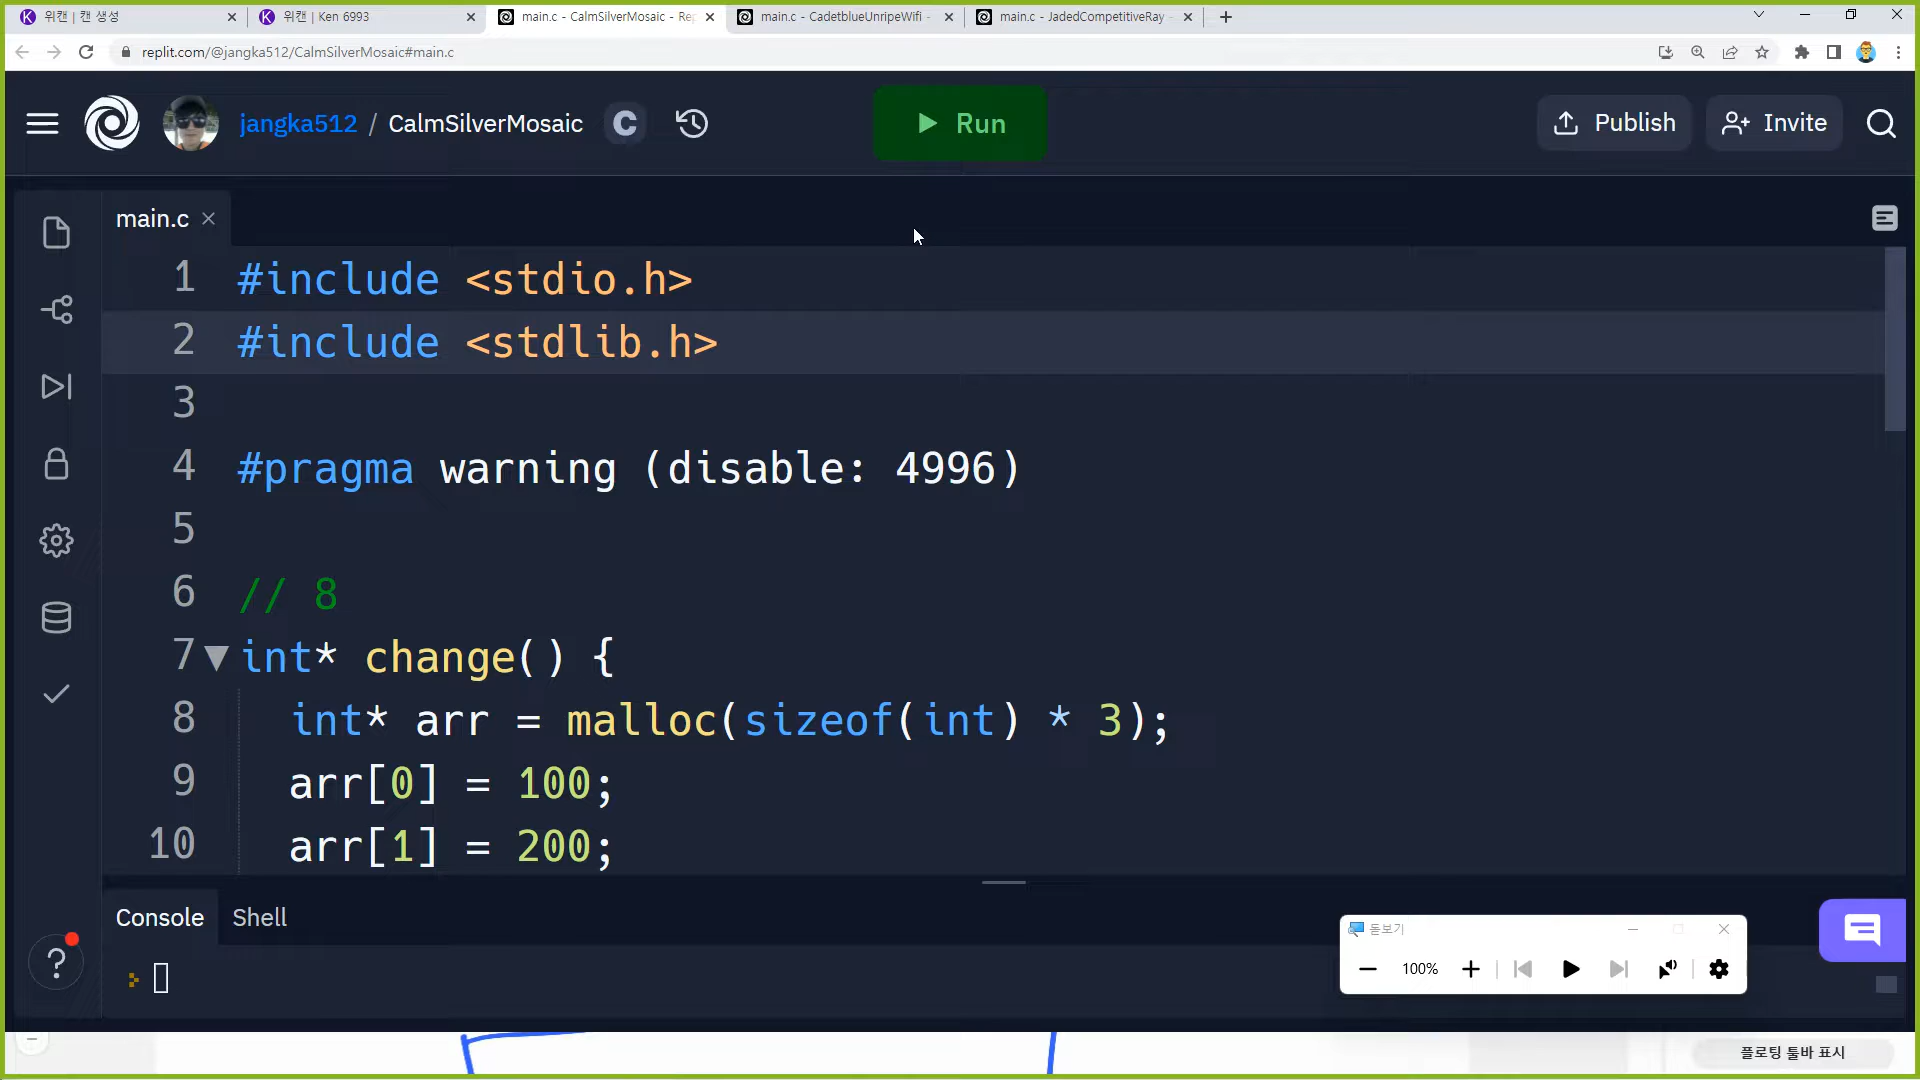 위캔 | 캔 생성
위캔 | Ken 6993
main.c - CalmSilverMosaic - Rep
main.c - CadetblueUnripeWifi -
main.c - JadedCompetitiveRay -
replit.com/@jangka512/CalmSilverMosaic#main.c
jangka512 / CalmSilverMosaic C
Run
Publish
Invite
main.c
1 #include <stdio.h>
2 #include <stdlib.h>
3
4 #pragma warning (disable: 4996)
5
6 // 8
7 int* change() {
8 int* arr = malloc(sizeof(int) * 3);
9 arr[0] = 100;
10 arr[1] = 200;
Console
Shell
돋보기
100%
플로팅 툴바 표시